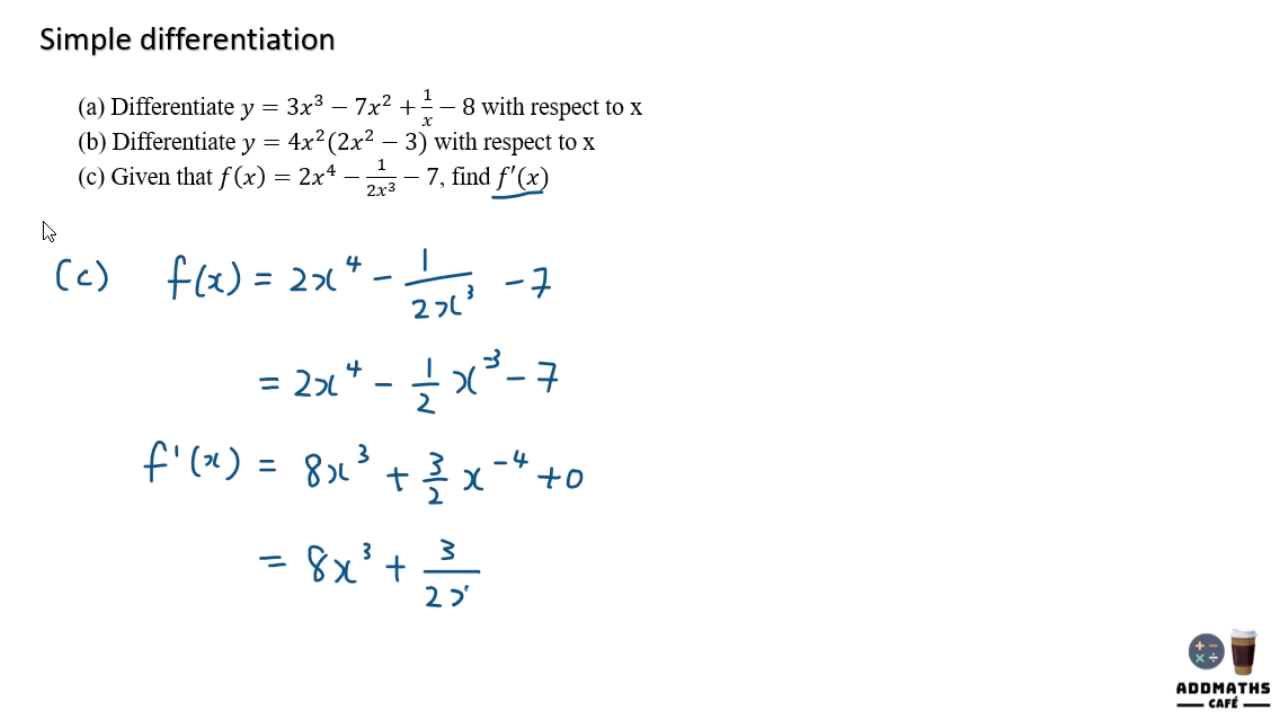 Simple differentiation
(a) Differentiate y = 3x³ − 7x² + 1/x − 8 with respect to x
(b) Differentiate y = 4x²(2x² − 3) with respect to x
(c) Given that f(x) = 2x⁴ − 1/(2x³) − 7, find f′(x)
(c) f(x) = 2x⁴ − 1/(2x³) − 7
= 2x⁴ − 1/2 x⁻³ − 7
f'(x) = 8x³ + 3/2 x⁻⁴ + 0
= 8x³ + 3/(2x
+ −
× ÷
ADDMATHS
CAFÉ